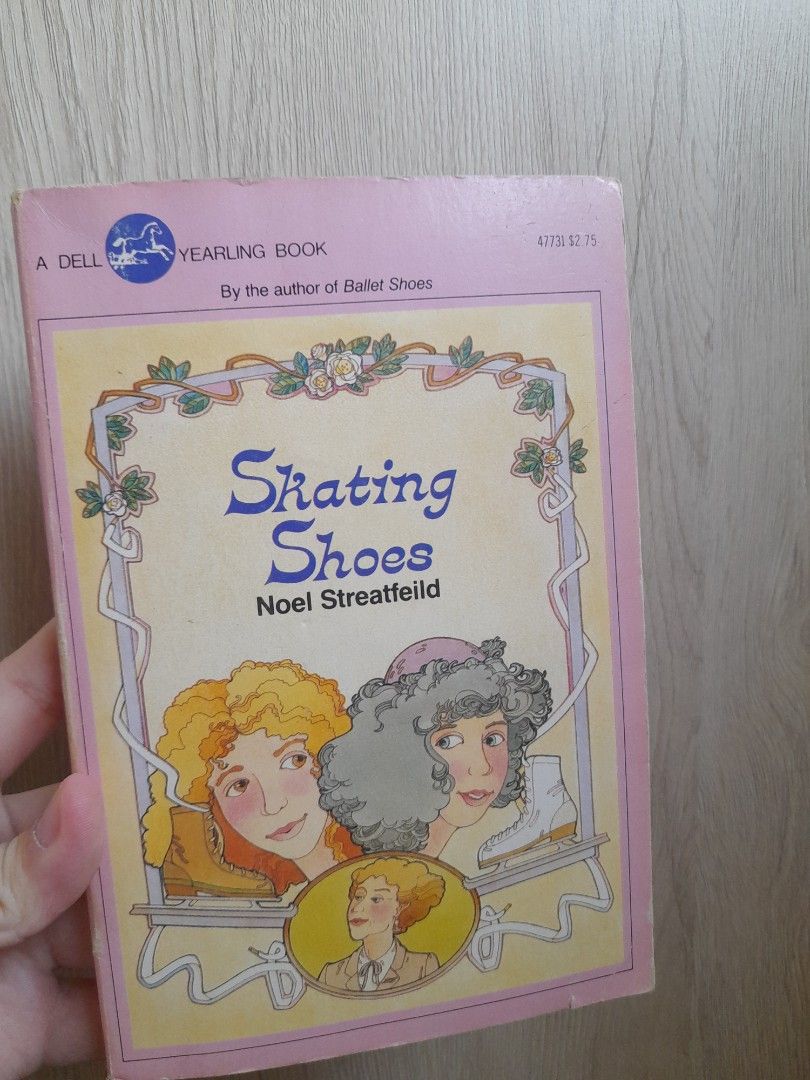 A DELL YEARLING BOOK
47731 $2.75
By the author of Ballet Shoes
Skating
Shoes
Noel Streatfeild